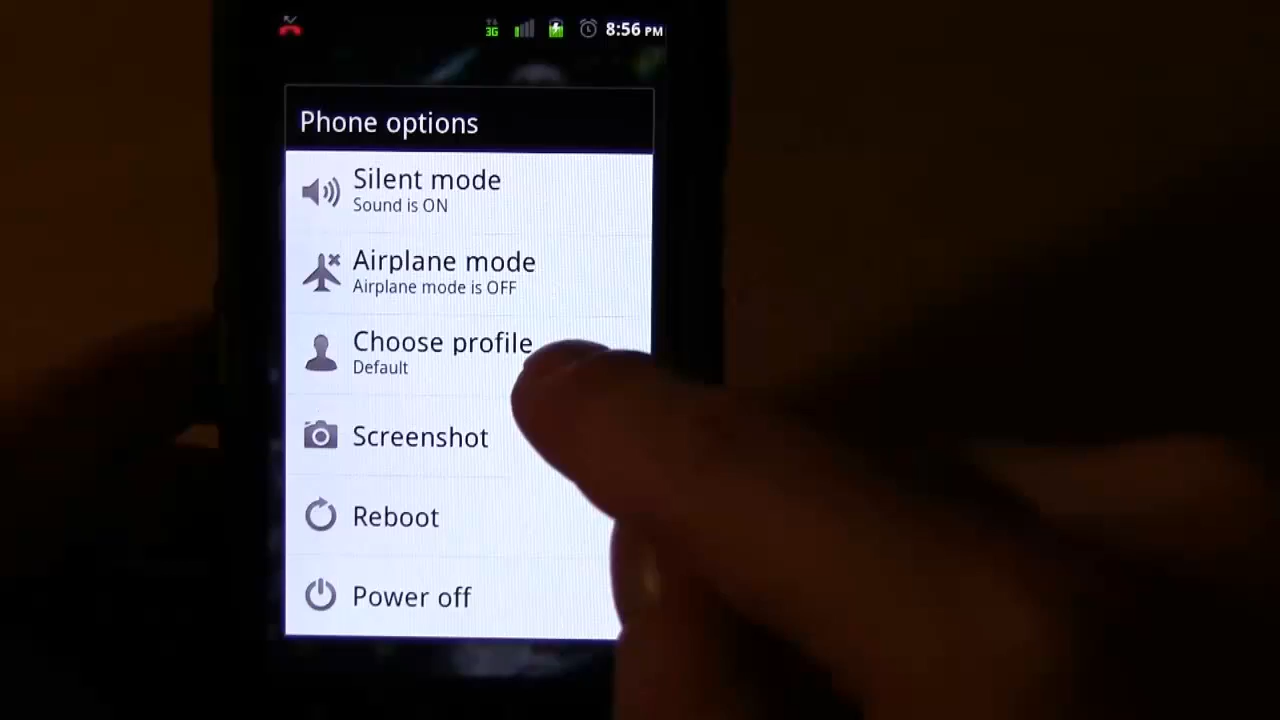 3G 8:56 PM
Phone options
Silent mode
Sound is ON
Airplane mode
Airplane mode is OFF
Choose profile
Default
Screenshot
Reboot
Power off